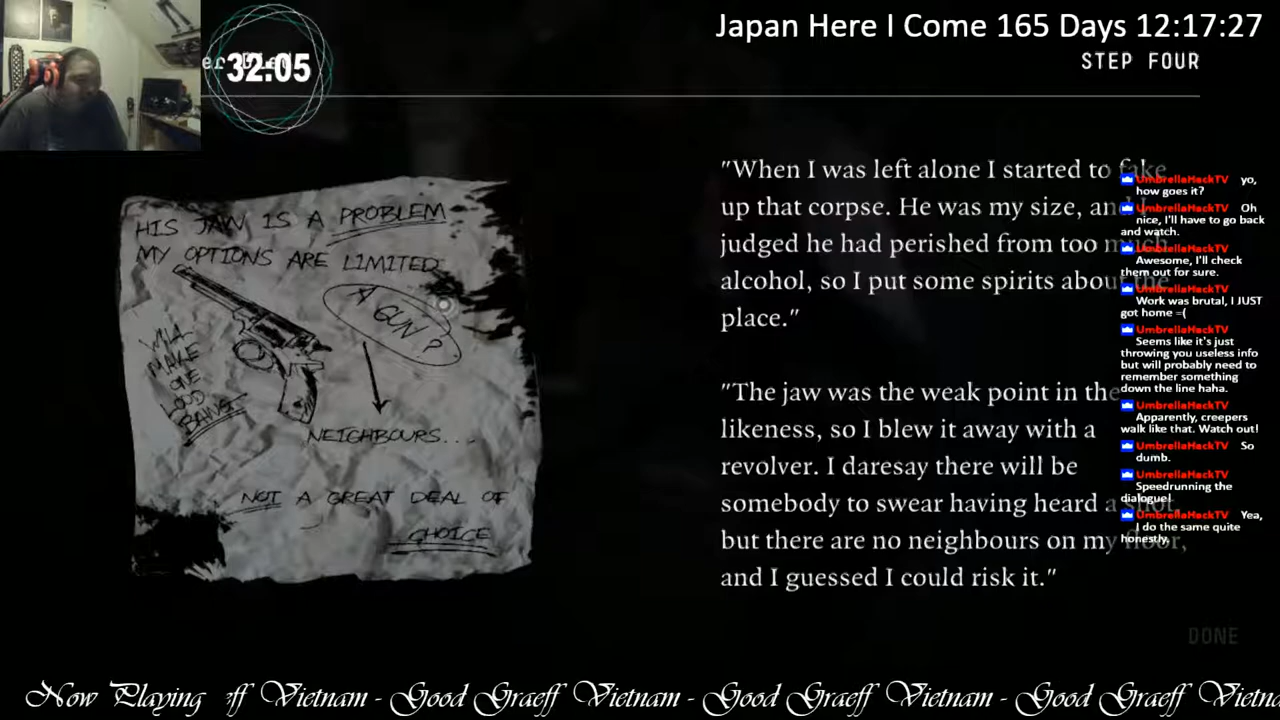 Japan Here I Come 165 Days 12:17:27
32:05
STEP FOUR
HIS JAW IS A PROBLEM
MY OPTIONS ARE LIMITED
A GUN?
WILL
MAKE
ONE
LOUD
BANG!
NEIGHBOURS...
NOT A GREAT DEAL OF
CHOICE
"When I was left alone I started to fake
up that corpse. He was my size, and I
judged he had perished from too much
alcohol, so I put some spirits about the
place."
"The jaw was the weak point in the
likeness, so I blew it away with a
revolver. I daresay there will be
somebody to swear having heard a shot,
but there are no neighbours on my floor,
and I guessed I could risk it."
UmbrellaHackTV yo,
how goes it?
UmbrellaHackTV Oh
nice, I'll have to go back
and watch.
UmbrellaHackTV
Awesome, I'll check
them out for sure.
UmbrellaHackTV
Work was brutal, I JUST
got home =(
UmbrellaHackTV
Seems like it's just
throwing you useless info
but will probably need to
remember something
down the line haha.
UmbrellaHackTV
Apparently, creepers
walk like that. Watch out!
UmbrellaHackTV So
dumb.
UmbrellaHackTV
Speedrunning the
dialogue!
UmbrellaHackTV Yea,
I do the same quite
honestly.
DONE
Now Playing eff Vietnam - Good Graeff Vietnam - Good Graeff Vietnam - Good Graeff Vietna